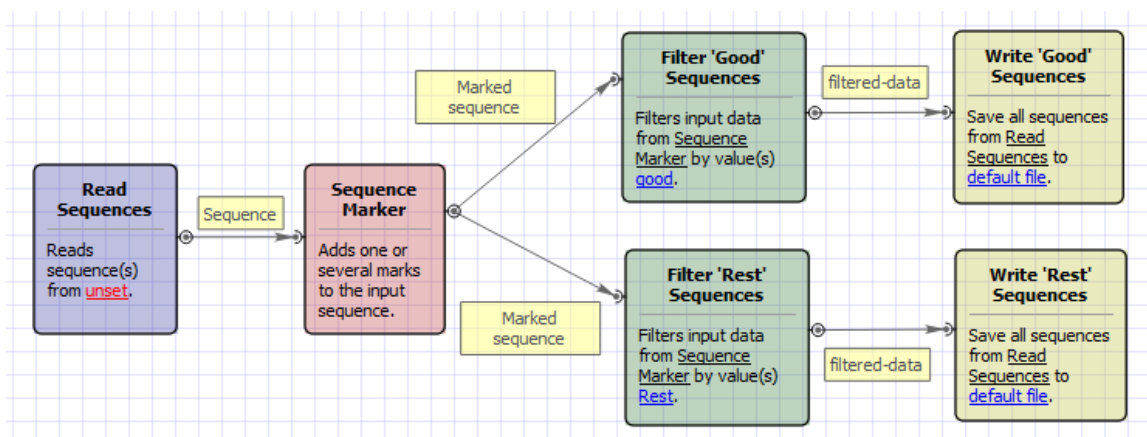 Read
Sequences
Reads
sequence(s)
from unset.
Sequence
Sequence
Marker
Adds one or
several marks
to the input
sequence.
Marked
sequence
Marked
sequence
Filter 'Good'
Sequences
Filters input data
from Sequence
Marker by value(s)
good.
filtered-data
Write 'Good'
Sequences
Save all sequences
from Read
Sequences to
default file.
Filter 'Rest'
Sequences
Filters input data
from Sequence
Marker by value(s)
Rest.
filtered-data
Write 'Rest'
Sequences
Save all sequences
from Read
Sequences to
default file.